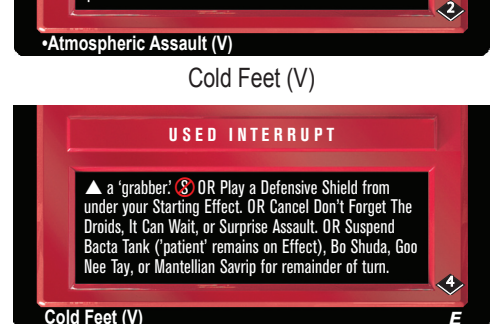 2
•Atmospheric Assault (V)
Cold Feet (V)
USED INTERRUPT
▲ a 'grabber.' Ⓢ OR Play a Defensive Shield from
under your Starting Effect. OR Cancel Don't Forget The
Droids, It Can Wait, or Surprise Assault. OR Suspend
Bacta Tank ('patient' remains on Effect), Bo Shuda, Goo
Nee Tay, or Mantellian Savrip for remainder of turn.
4
Cold Feet (V) E